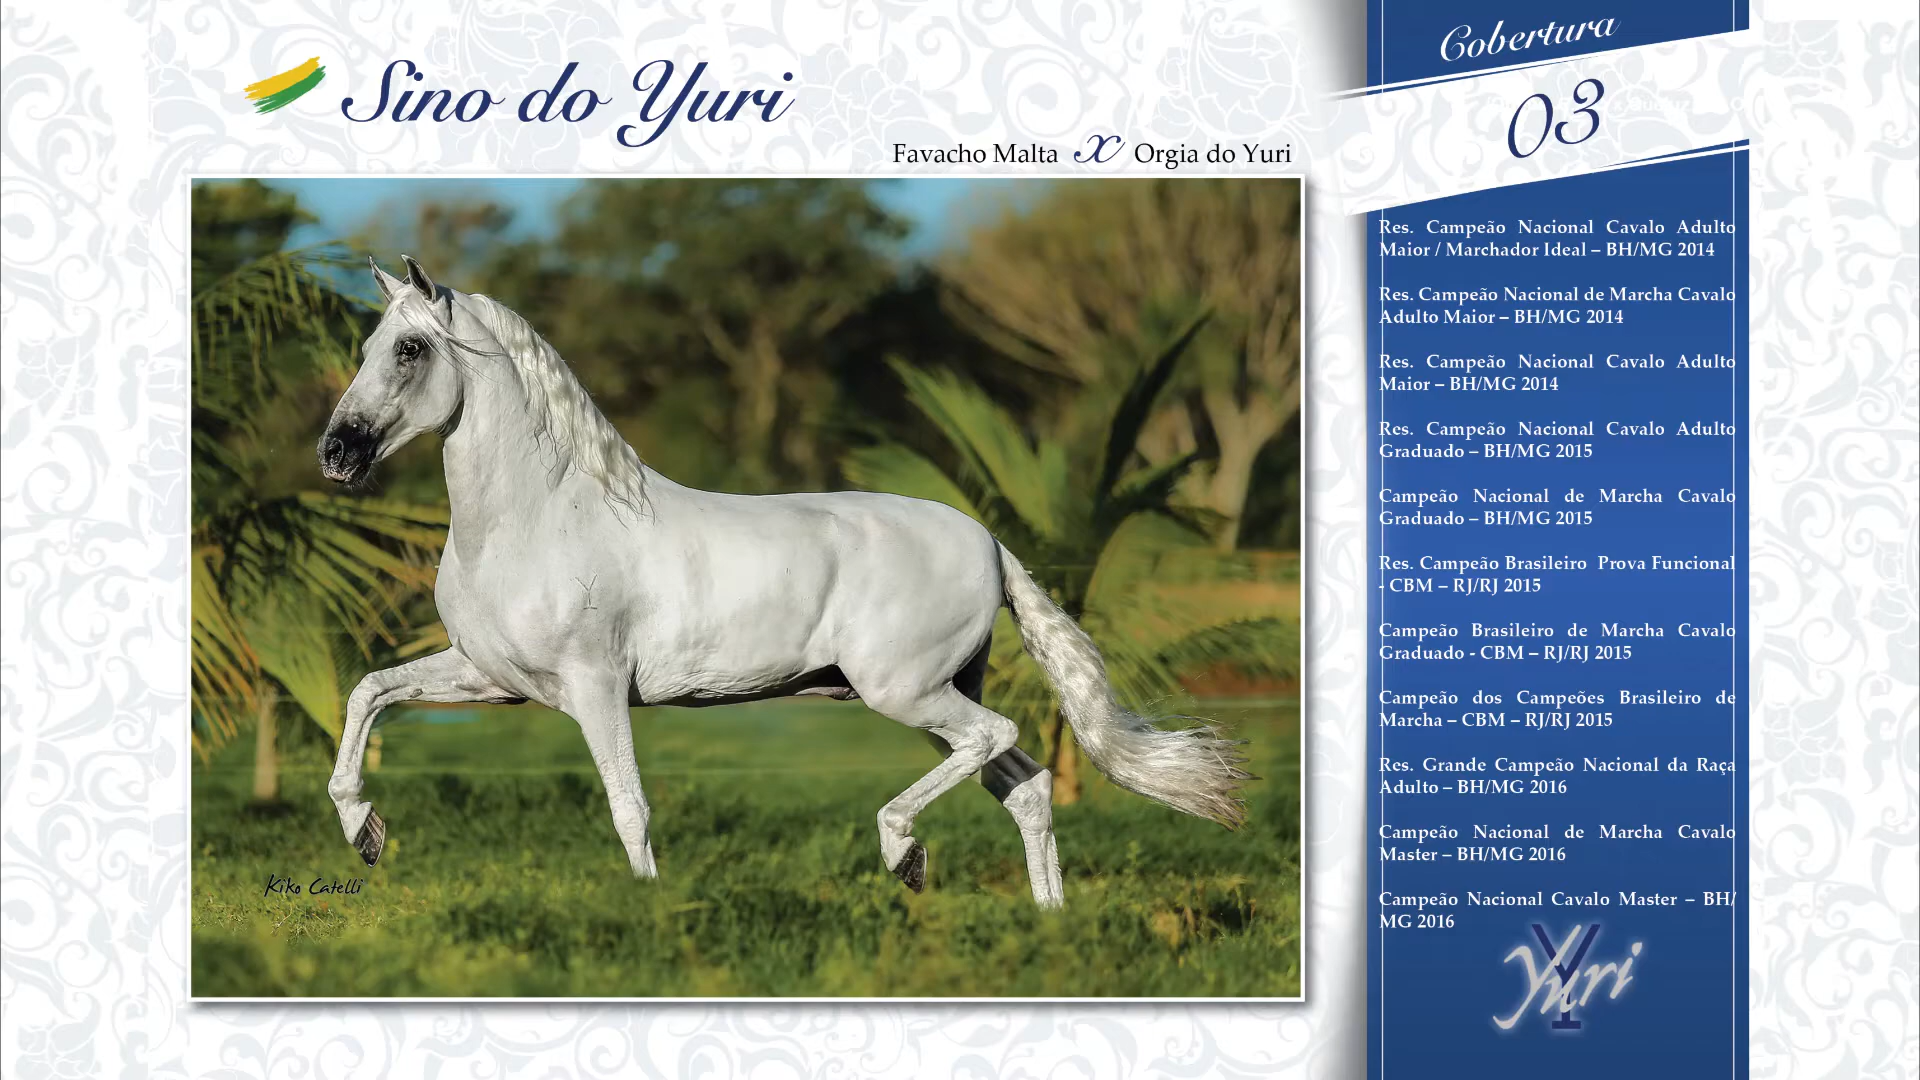 Sino do Yuri
Favacho Malta x Orgia do Yuri
Cobertura
03
Res. Campeão Nacional Cavalo Adulto
Maior / Marchador Ideal – BH/MG 2014
Res. Campeão Nacional de Marcha Cavalo
Adulto Maior – BH/MG 2014
Res. Campeão Nacional Cavalo Adulto
Maior – BH/MG 2014
Res. Campeão Nacional Cavalo Adulto
Graduado – BH/MG 2015
Campeão Nacional de Marcha Cavalo
Graduado – BH/MG 2015
Res. Campeão Brasileiro Prova Funcional
- CBM – RJ/RJ 2015
Campeão Brasileiro de Marcha Cavalo
Graduado - CBM – RJ/RJ 2015
Campeão dos Campeões Brasileiro de
Marcha – CBM – RJ/RJ 2015
Res. Grande Campeão Nacional da Raça
Adulto – BH/MG 2016
Campeão Nacional de Marcha Cavalo
Master – BH/MG 2016
Campeão Nacional Cavalo Master – BH/
MG 2016
Y
Kiko Catelli
Yuri